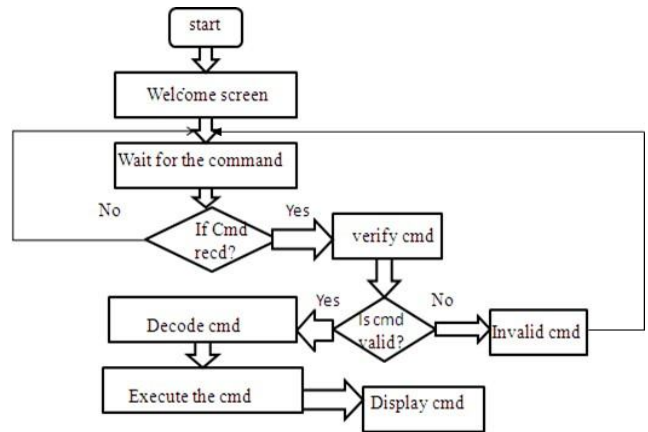 start
Welcome screen
Wait for the command
No
If Cmd
recd?
Yes
verify cmd
Is cmd
valid?
Yes
No
Decode cmd
Invalid cmd
Execute the cmd
Display cmd